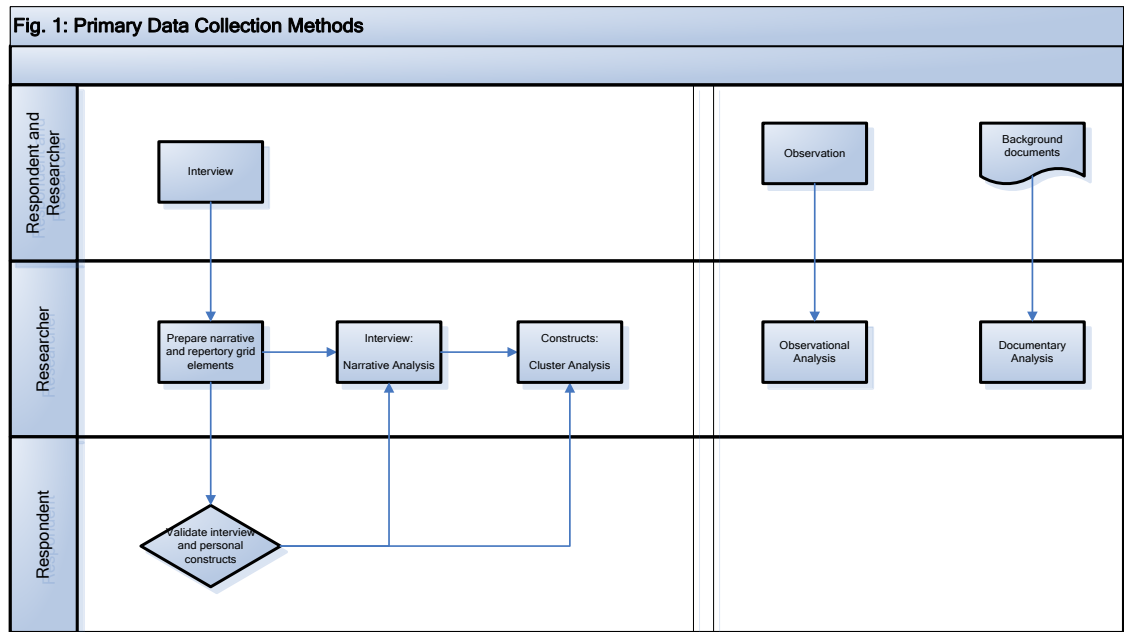 Fig. 1: Primary Data Collection Methods
Respondent and
Researcher
Interview
Observation
Background
documents
Researcher
Prepare narrative
and repertory grid
elements
Interview:
Narrative Analysis
Constructs:
Cluster Analysis
Observational
Analysis
Documentary
Analysis
Respondent
Validate interview
and personal
constructs